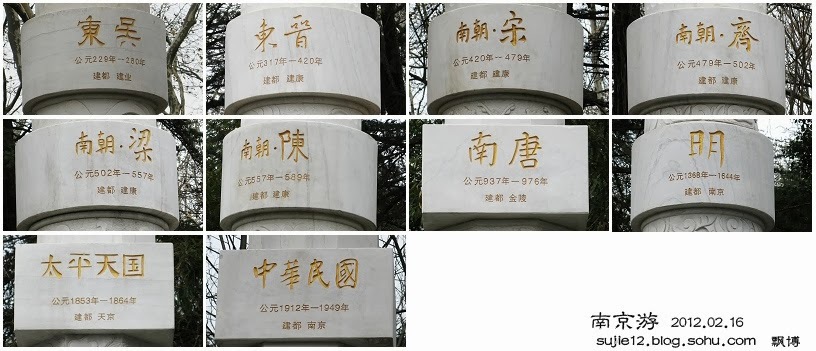 東吴
公元229年—280年
建都 建业
東晉
公元317年—420年
建都 建康
南朝·宋
公元420年—479年
建都 建康
南朝·齊
公元479年—502年
建都 建康
南朝·梁
公元502年—557年
建都 建康
南朝·陳
公元557年—589年
建都 建康
南唐
公元937年—976年
建都 金陵
明
公元1368年—1644年
建都 南京
太平天国
公元1853年—1864年
建都 天京
中華民國
公元1912年—1949年
建都 南京
南京游 2012.02.16
sujie12.blog.sohu.com 飘博